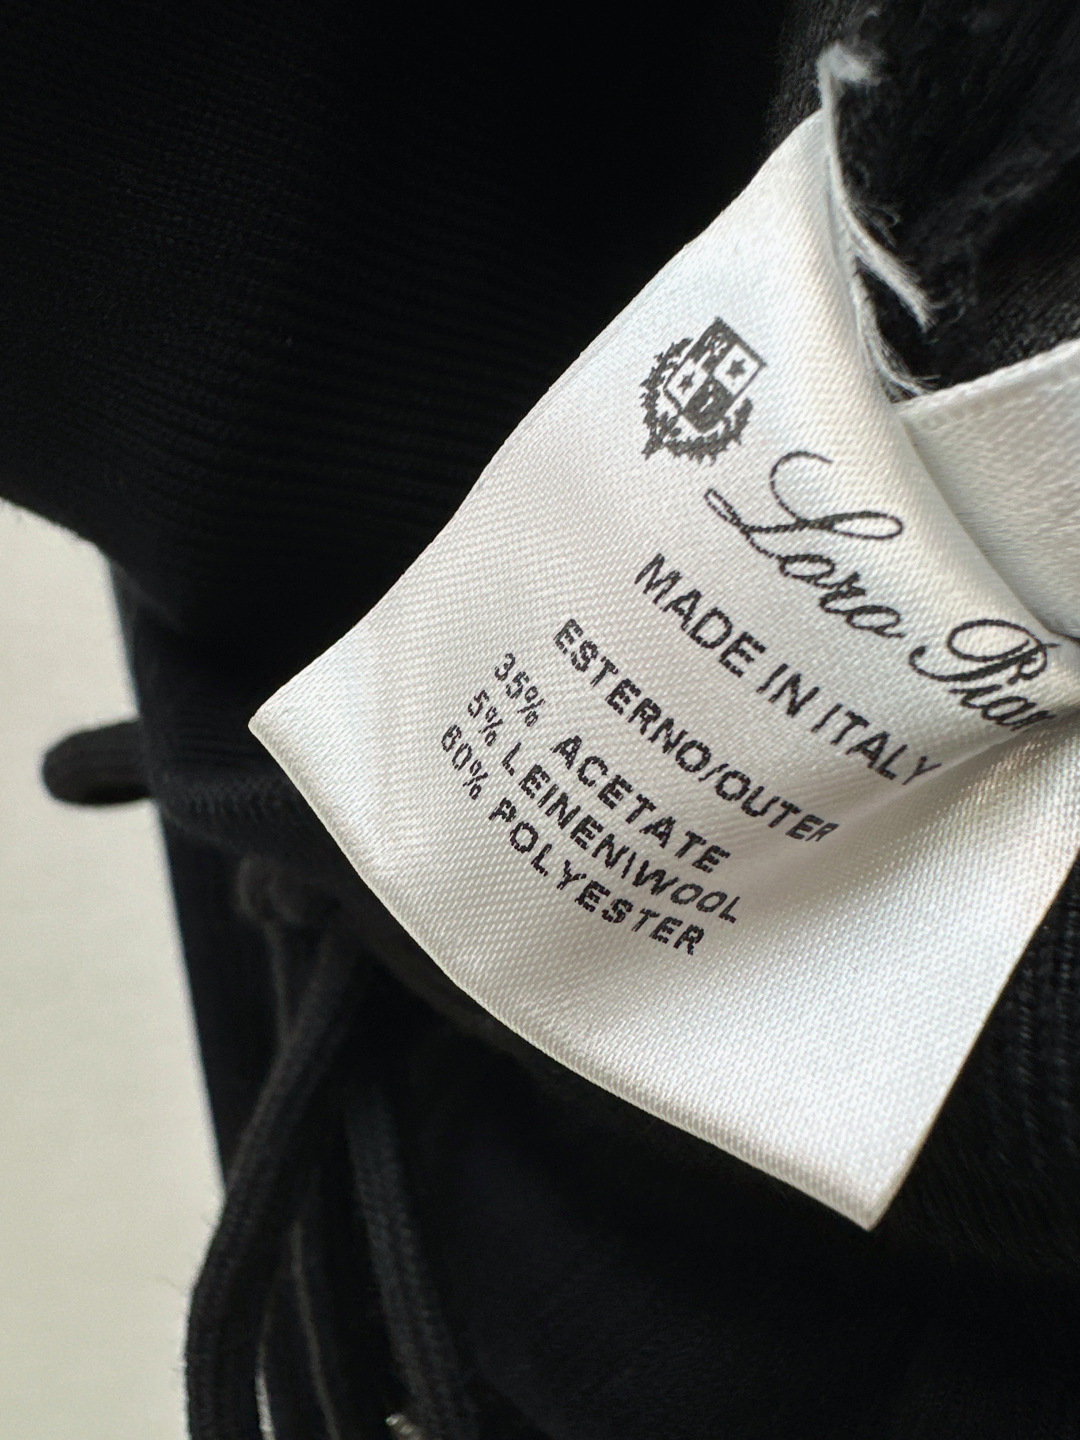 Loro Pian
MADE IN ITALY
ESTERNO/OUTER
35% ACETATE
5% LEINEN\WOOL
60% POLYESTER